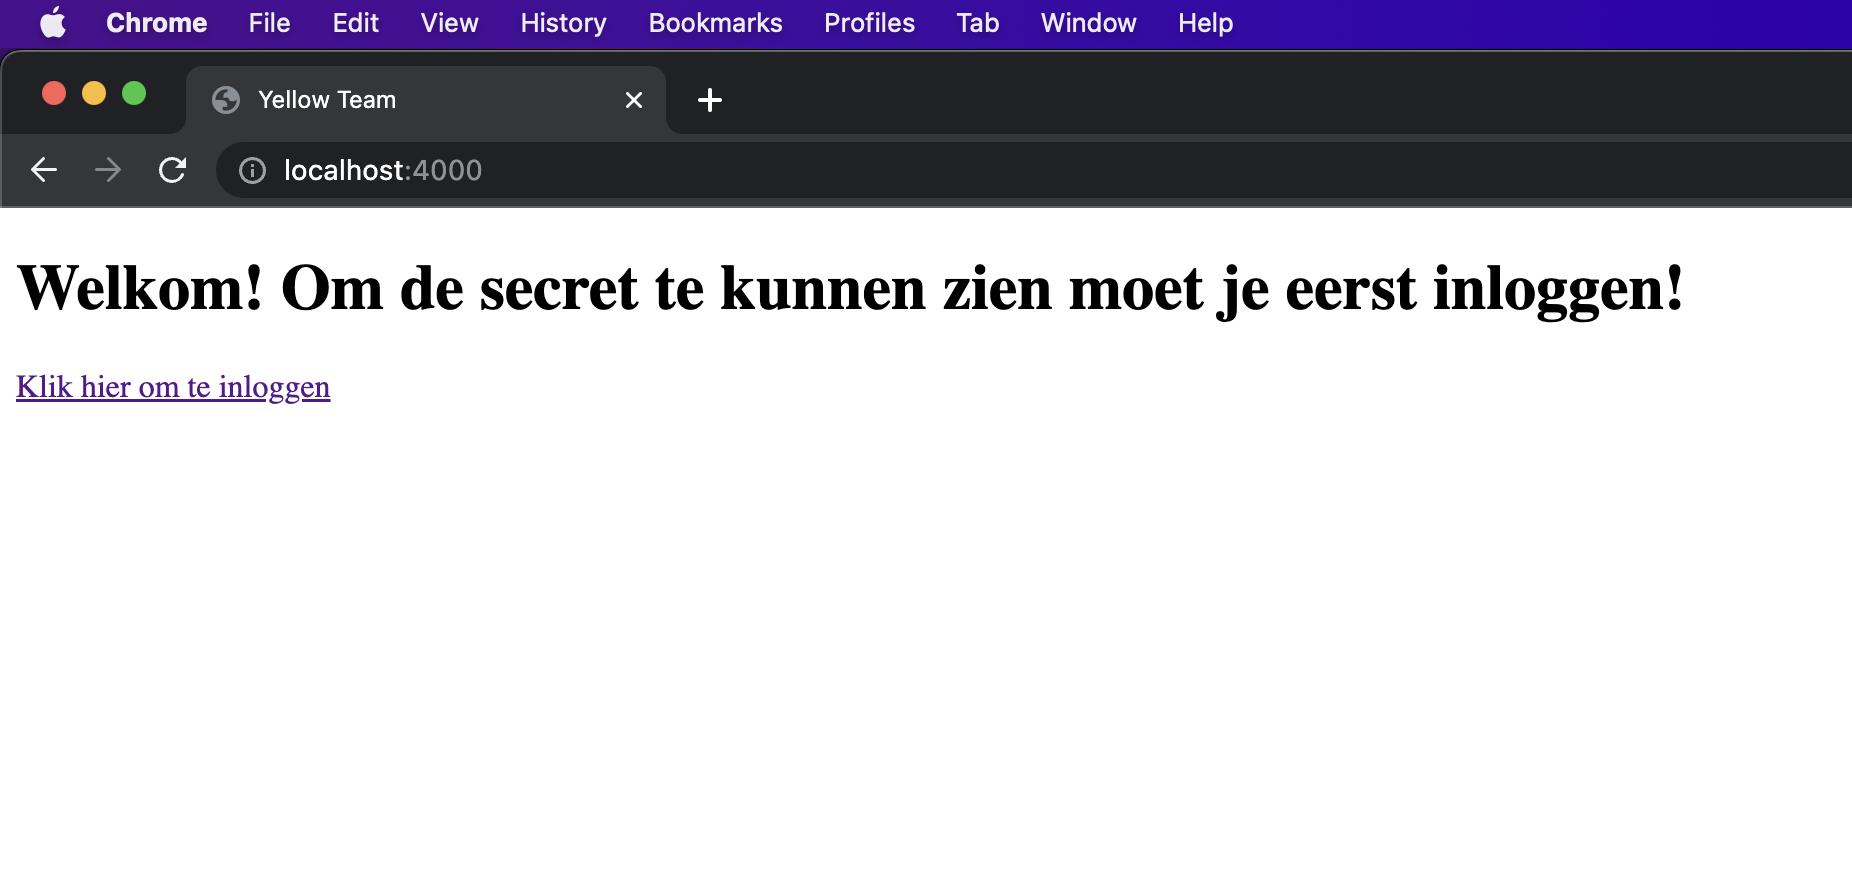 Chrome File Edit View History Bookmarks Profiles Tab Window Help
Yellow Team
localhost:4000
Welkom! Om de secret te kunnen zien moet je eerst inloggen!
Klik hier om te inloggen